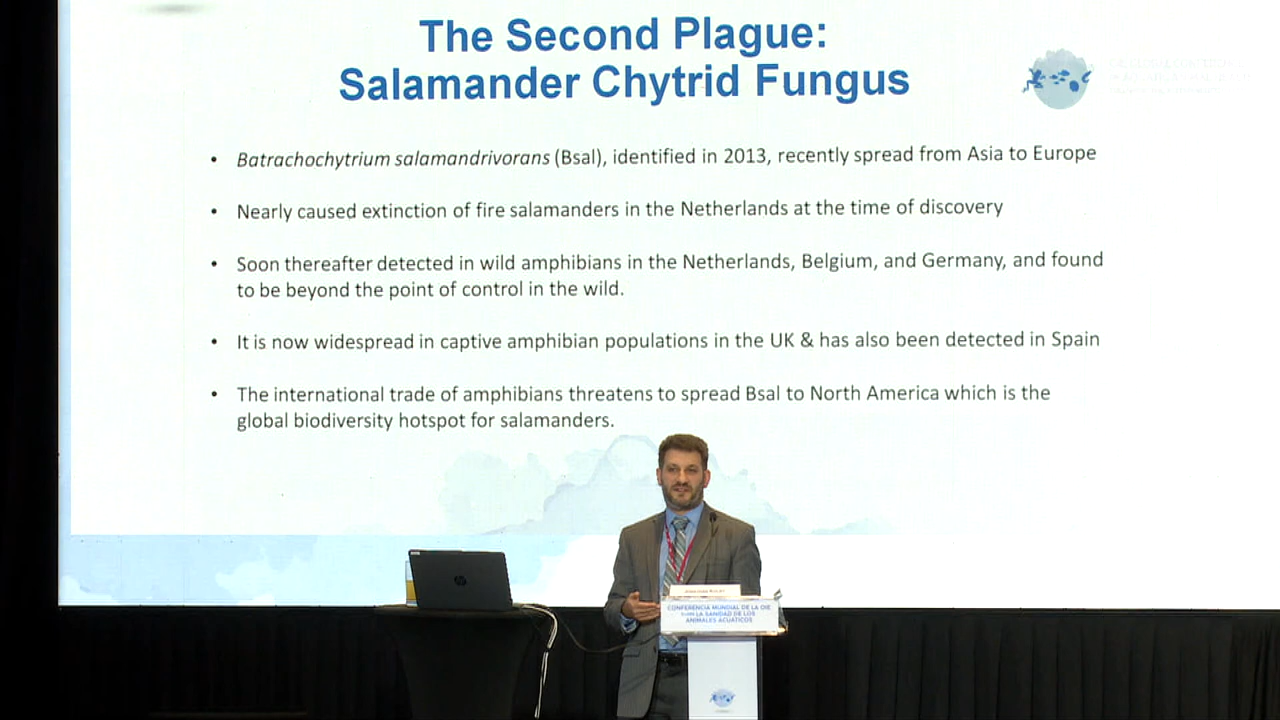 The Second Plague:
Salamander Chytrid Fungus
• Batrachochytrium salamandrivorans (Bsal), identified in 2013, recently spread from Asia to Europe
• Nearly caused extinction of fire salamanders in the Netherlands at the time of discovery
• Soon thereafter detected in wild amphibians in the Netherlands, Belgium, and Germany, and found
to be beyond the point of control in the wild.
• It is now widespread in captive amphibian populations in the UK & has also been detected in Spain
• The international trade of amphibians threatens to spread Bsal to North America which is the
global biodiversity hotspot for salamanders.
hp
CONFERENCIA MUNDIAL DE LA OIE
LA SANIDAD DE LOS
ANIMALES ACUÁTICOS